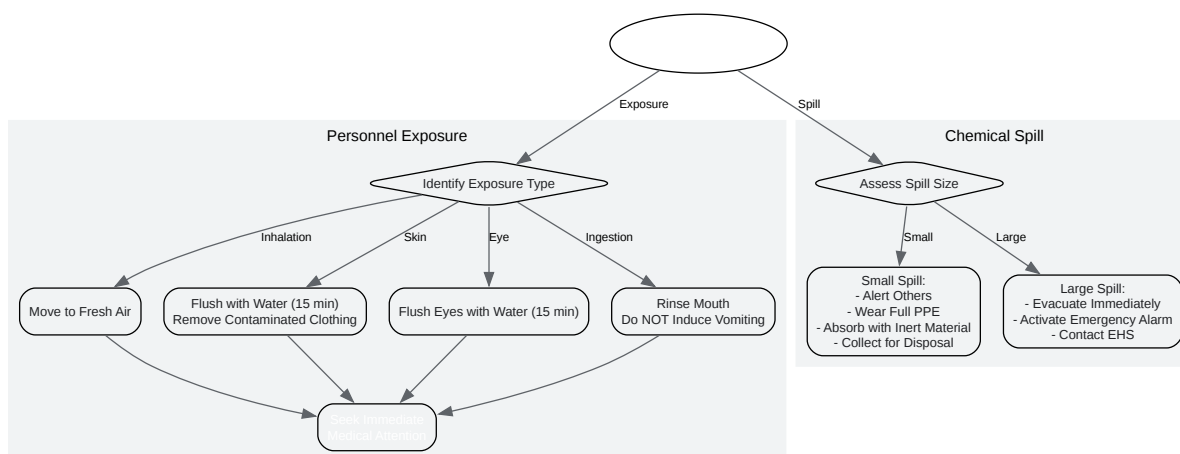 Exposure
Spill
Personnel Exposure
Identify Exposure Type
Inhalation
Skin
Eye
Ingestion
Move to Fresh Air
Flush with Water (15 min)
Remove Contaminated Clothing
Flush Eyes with Water (15 min)
Rinse Mouth
Do NOT Induce Vomiting
Seek Immediate
Medical Attention
Chemical Spill
Assess Spill Size
Small
Large
Small Spill:
- Alert Others
- Wear Full PPE
- Absorb with Inert Material
- Collect for Disposal
Large Spill:
- Evacuate Immediately
- Activate Emergency Alarm
- Contact EHS